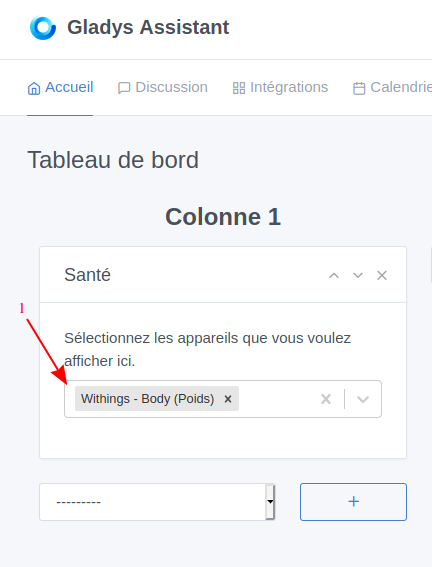 Gladys Assistant
Accueil Discussion Intégrations Calendrie
Tableau de bord
Colonne 1
Santé
1
Sélectionnez les appareils que vous voulez
afficher ici.
Withings - Body (Poids)
---------